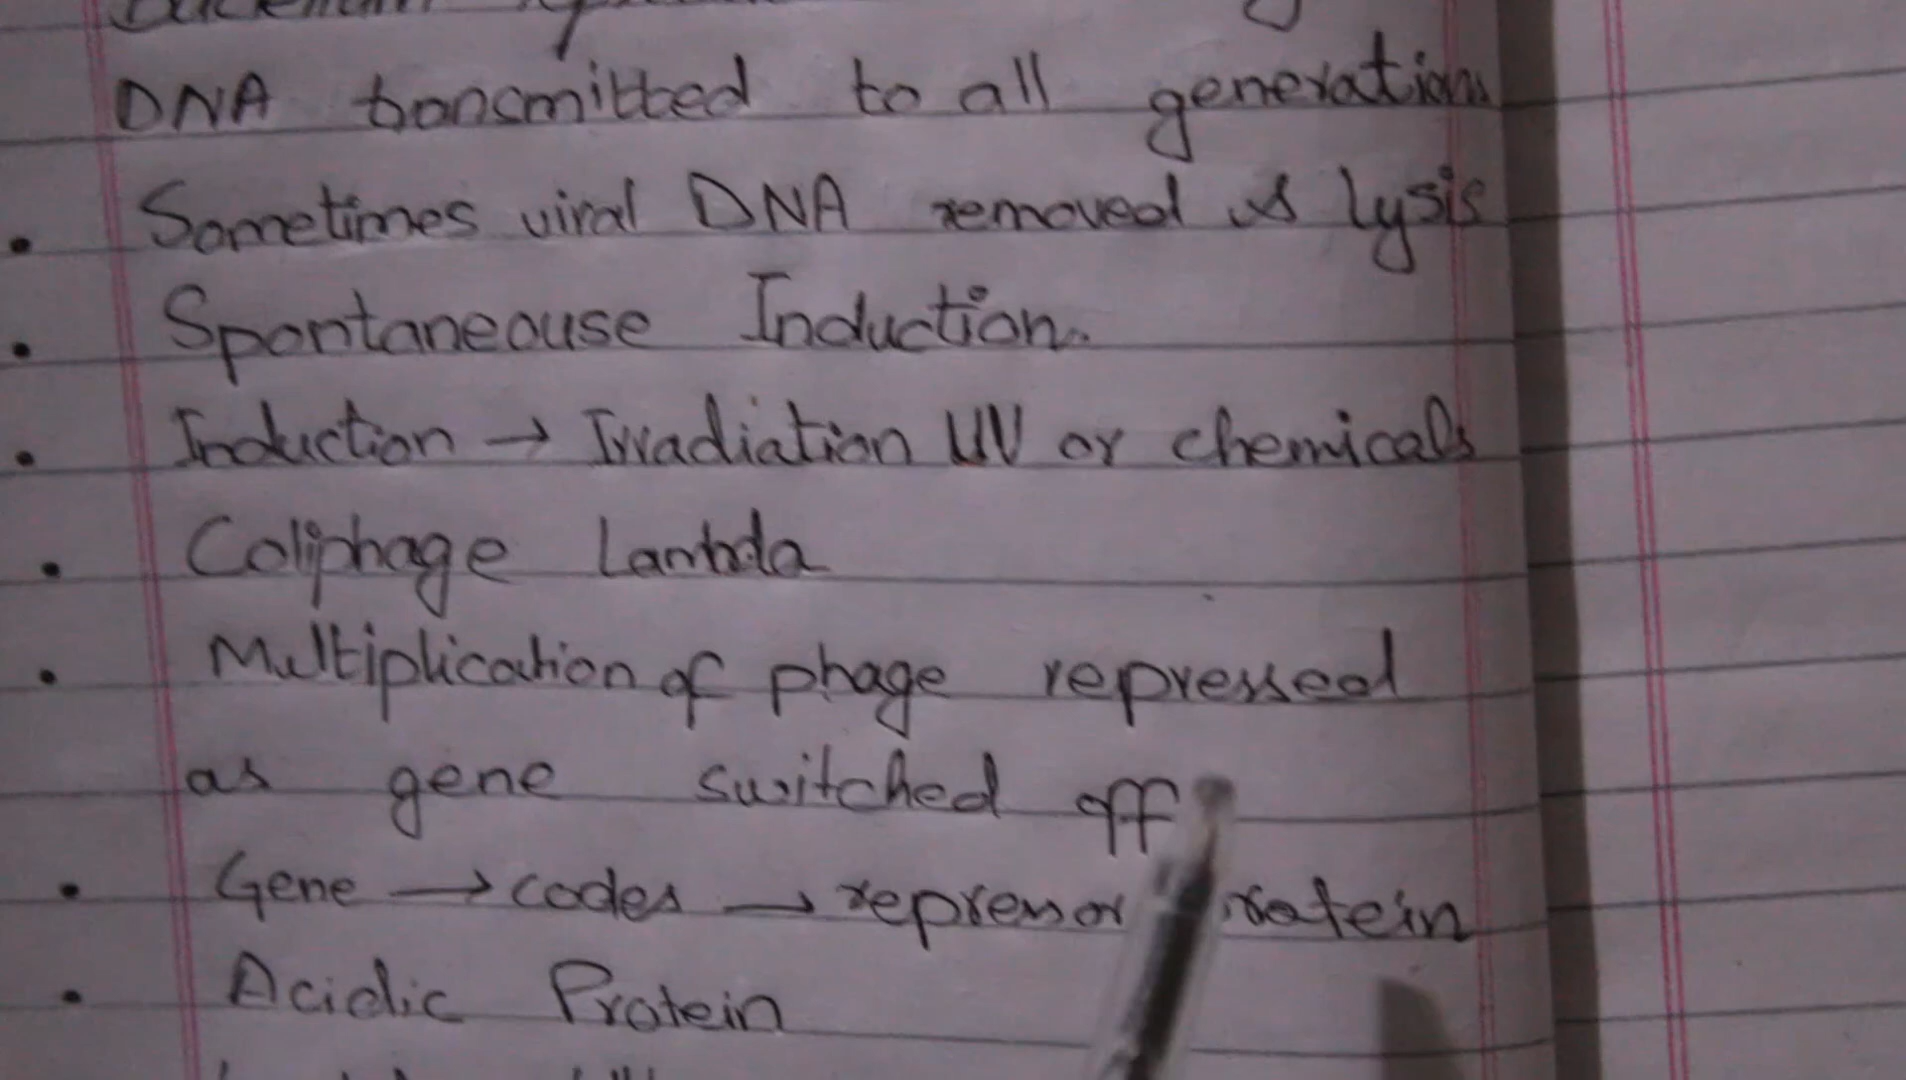 DNA transmitted to all generations
Sometimes viral DNA removed & lysis
Spontaneouse Induction.
Induction → Irradiation UV or chemicals
Coliphage Lambda
Multiplication of phage repressed
as gene switched off
Gene → codes → repressor
Acidic Protein